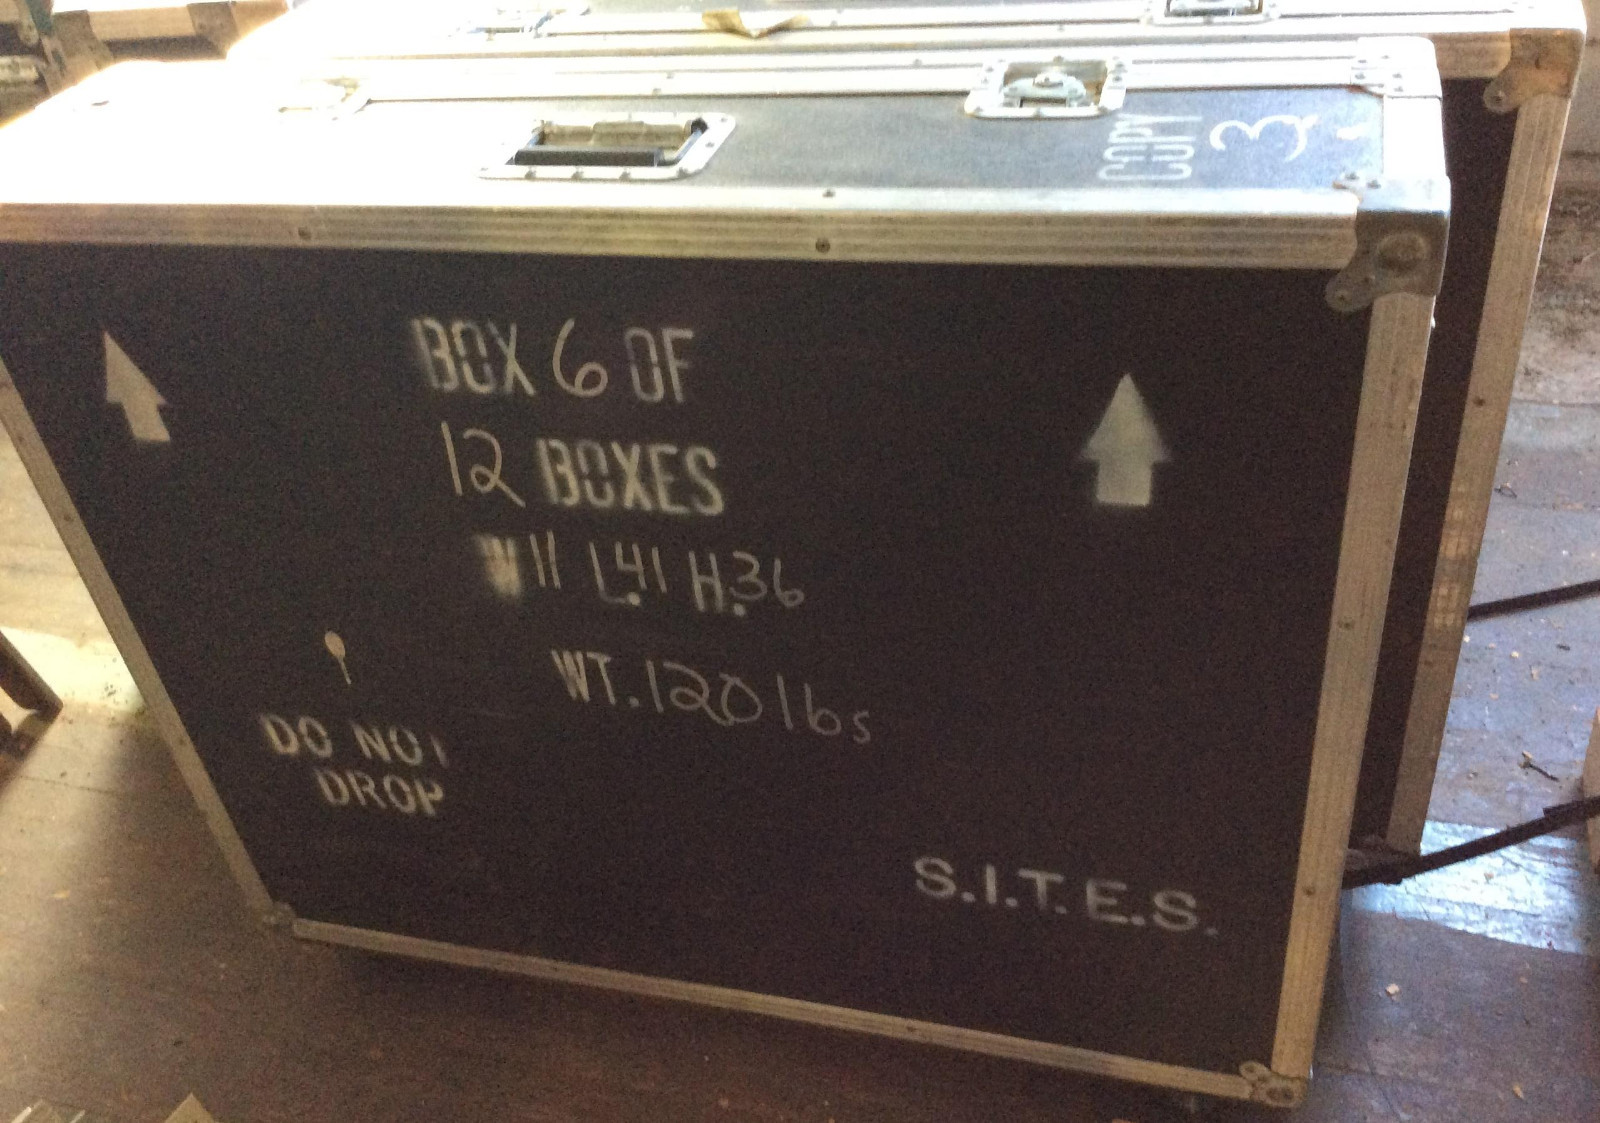 COPY 3
BOX 6 OF
12 BOXES
W 11 L.41 H.36
WT. 120 lbs
DO NOT
DROP
S.I.T.E.S.